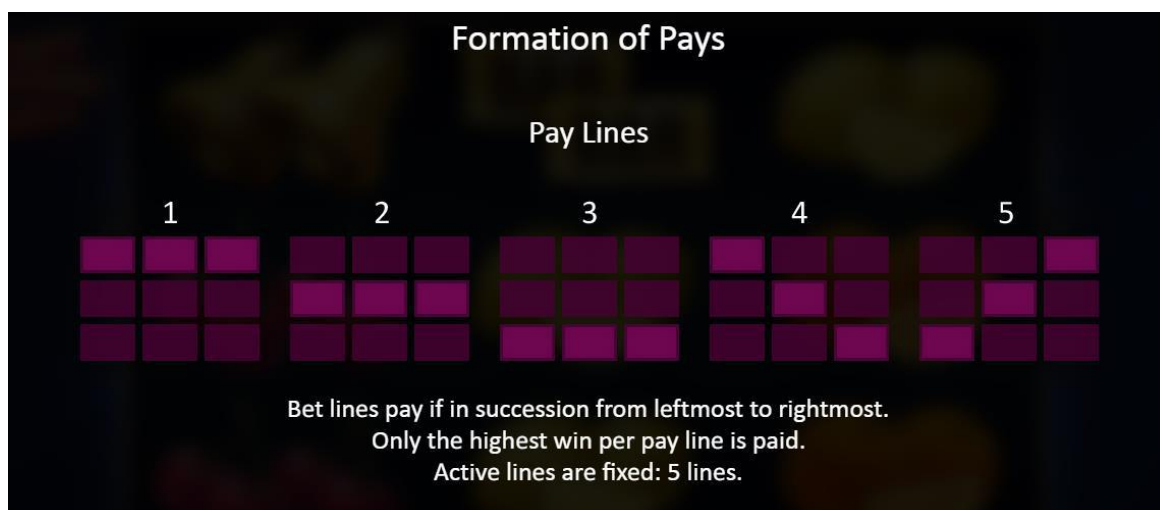 Formation of Pays
Pay Lines
1 2 3 4 5
Bet lines pay if in succession from leftmost to rightmost.
Only the highest win per pay line is paid.
Active lines are fixed: 5 lines.